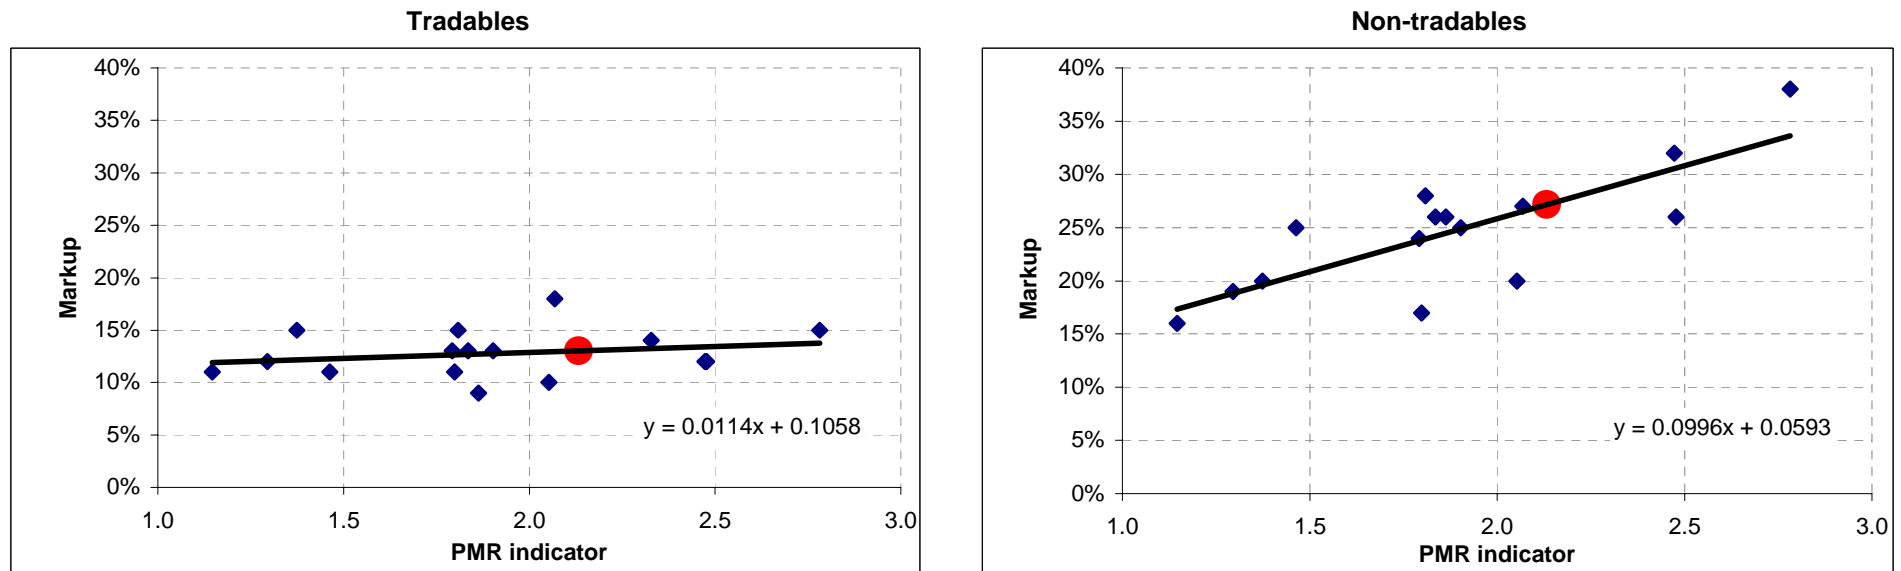 Tradables
40%
35%
30%
25%
20%
15%
10%
5%
0%
Markup
1.0 1.5 2.0 2.5 3.0
PMR indicator
y = 0.0114x + 0.1058
Non-tradables
40%
35%
30%
25%
20%
15%
10%
5%
0%
Markup
1.0 1.5 2.0 2.5 3.0
PMR indicator
y = 0.0996x + 0.0593